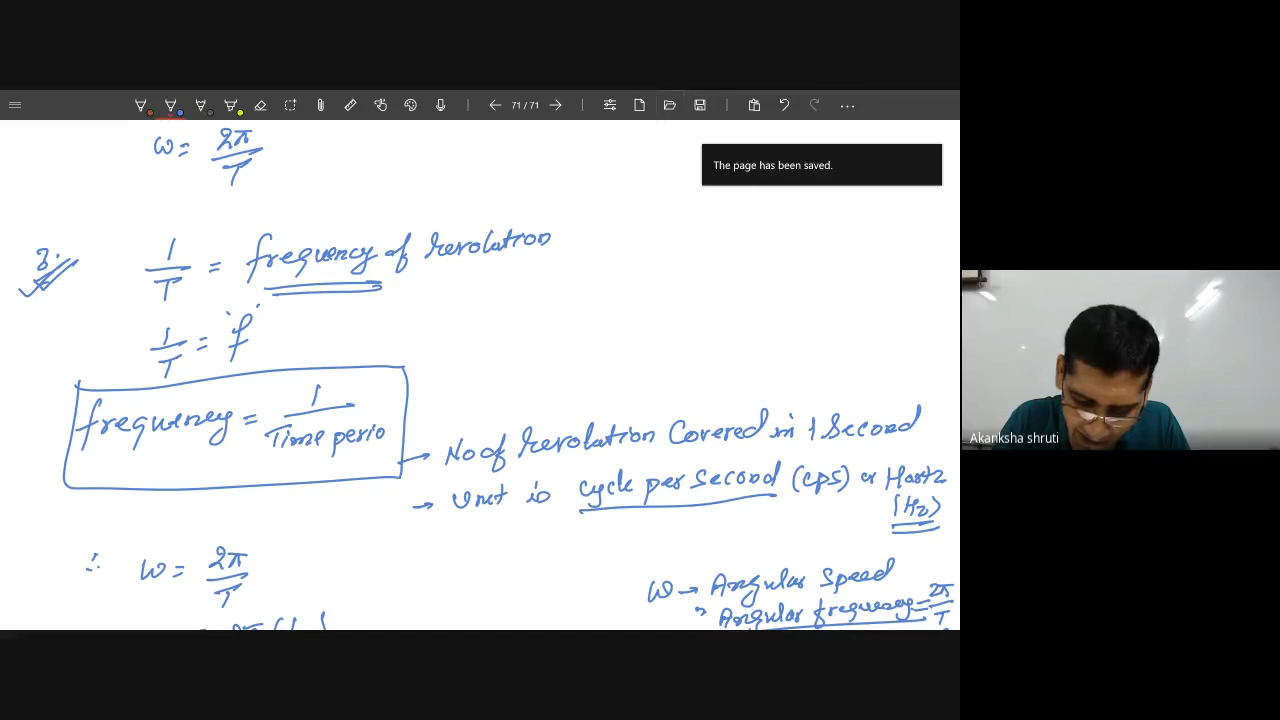 71 / 71
ω = 2π/T
The page has been saved.
3. 1/T = frequency of revolution
1/T = 'f'
frequency = 1/Time perio
→ No of revolution Covered in 1 Second
→ Unit is cycle per second (cps) or Hartz
(Hz)
Akanksha shruti
∴ ω = 2π/T
ω → Angular Speed
" Angular frequency = 2π/T